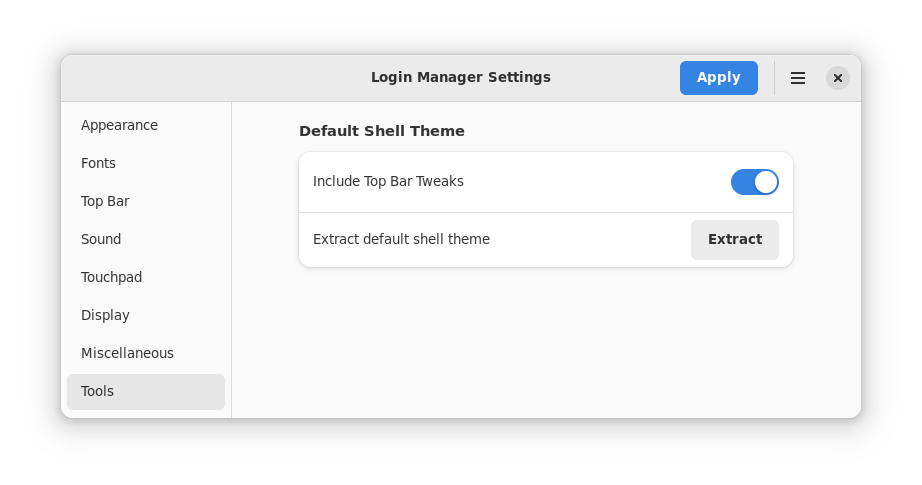 Login Manager Settings
Apply
Appearance
Fonts
Top Bar
Sound
Touchpad
Display
Miscellaneous
Tools
Default Shell Theme
Include Top Bar Tweaks
Extract default shell theme
Extract